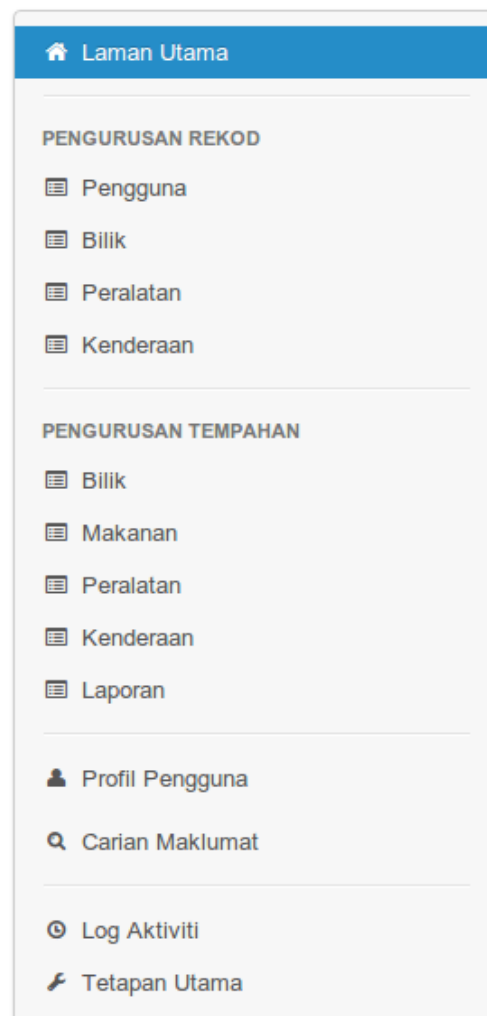 Laman Utama
PENGURUSAN REKOD
Pengguna
Bilik
Peralatan
Kenderaan
PENGURUSAN TEMPAHAN
Bilik
Makanan
Peralatan
Kenderaan
Laporan
Profil Pengguna
Carian Maklumat
Log Aktiviti
Tetapan Utama